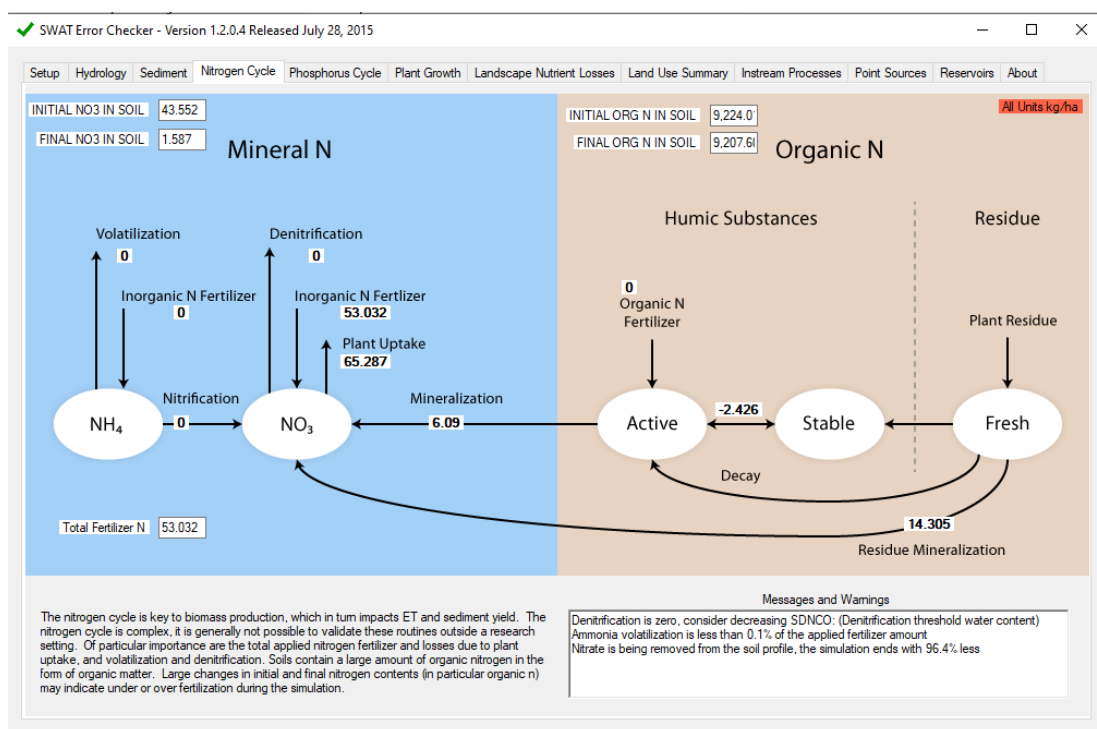 SWAT Error Checker - Version 1.2.0.4 Released July 28, 2015
Setup Hydrology Sediment Nitrogen Cycle Phosphorus Cycle Plant Growth Landscape Nutrient Losses Land Use Summary Instream Processes Point Sources Reservoirs About
INITIAL NO3 IN SOIL 43.552
FINAL NO3 IN SOIL 1.587
Mineral N
INITIAL ORG N IN SOIL 9,224.0
FINAL ORG N IN SOIL 9,207.6
All Units kg/ha
Organic N
Humic Substances
Residue
Volatilization
0
Denitrification
0
Inorganic N Fertilizer
0
Inorganic N Fertlizer
53.032
Plant Uptake
65.287
0
Organic N
Fertilizer
Plant Residue
Nitrification
0
Mineralization
6.09
NH4
NO3
Active
-2.426
Stable
Fresh
Decay
14.305
Residue Mineralization
Total Fertilizer N 53.032
The nitrogen cycle is key to biomass production, which in turn impacts ET and sediment yield. The
nitrogen cycle is complex, it is generally not possible to validate these routines outside a research
setting. Of particular importance are the total applied nitrogen fertilizer and losses due to plant
uptake, and volatilization and denitrification. Soils contain a large amount of organic nitrogen in the
form of organic matter. Large changes in initial and final nitrogen contents (in particular organic n)
may indicate under or over fertilization during the simulation.
Messages and Warnings
Denitrification is zero, consider decreasing SDNCO: (Denitrification threshold water content)
Ammonia volatilization is less than 0.1% of the applied fertilizer amount
Nitrate is being removed from the soil profile, the simulation ends with 96.4% less